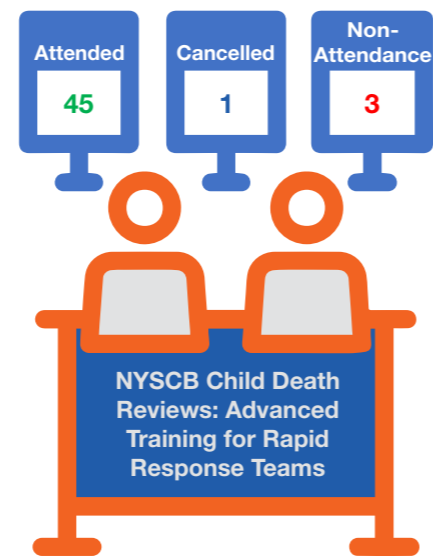 Attended
45
Cancelled
1
Non-
Attendance
3
NYSCB Child Death
Reviews: Advanced
Training for Rapid
Response Teams